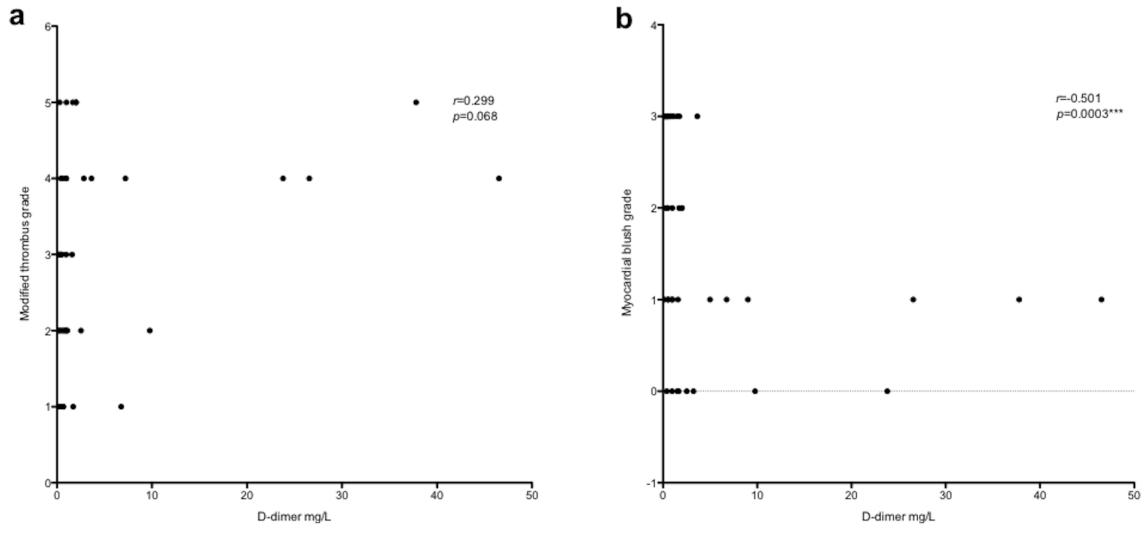 a
6
5
4
3
2
1
0
Modified thrombus grade
r=0.299
p=0.068
0 10 20 30 40 50
D-dimer mg/L
b
4
3
2
1
0
-1
Myocardial blush grade
r=-0.501
p=0.0003***
0 10 20 30 40 50
D-dimer mg/L